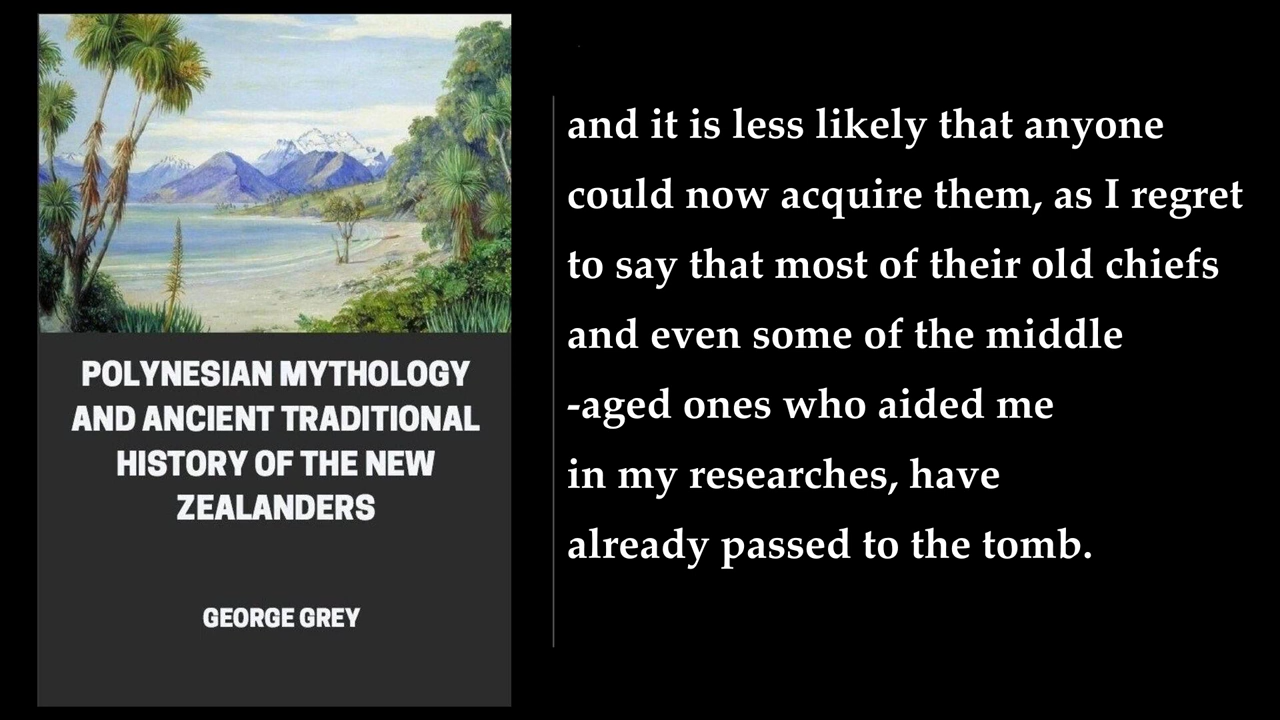 POLYNESIAN MYTHOLOGY
AND ANCIENT TRADITIONAL
HISTORY OF THE NEW
ZEALANDERS
GEORGE GREY
and it is less likely that anyone
could now acquire them, as I regret
to say that most of their old chiefs
and even some of the middle
-aged ones who aided me
in my researches, have
already passed to the tomb.